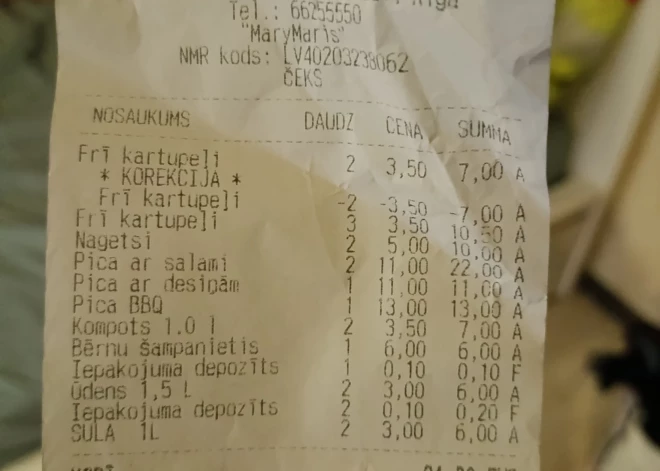 Tel.: 66255550
"MaryMaris"
NMR kods: LV40203238062
ČEKS
NOSAUKUMS DAUDZ CENA SUMMA
Frī kartupeļi 2 3,50 7,00 A
* KOREKCIJA *
Frī kartupeļi -2 -3,50 -7,00 A
Frī kartupeļi 3 3,50 10,50 A
Nagetsi 2 5,00 10,00 A
Pica ar salami 2 11,00 22,00 A
Pica ar desiņām 1 11,00 11,00 A
Pica BBQ 1 13,00 13,00 A
Kompots 1.0 l 2 3,50 7,00 A
Bērnu šampanietis 1 6,00 6,00 A
Iepakojuma depozīts 1 0,10 0,10 F
Ūdens 1,5 L 2 3,00 6,00 A
Iepakojuma depozīts 2 0,10 0,20 F
SULA 1L 2 3,00 6,00 A